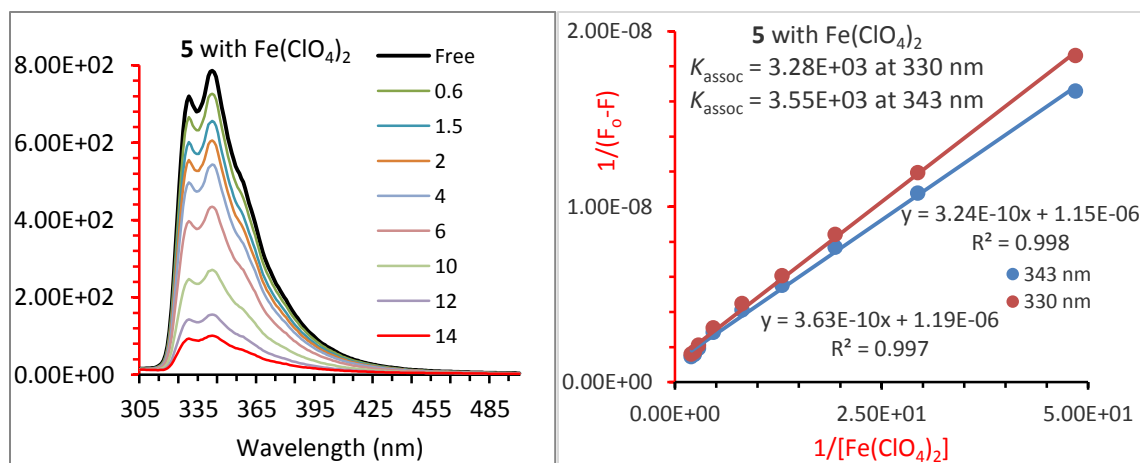 5 with Fe(ClO4)2
8.00E+02
6.00E+02
4.00E+02
2.00E+02
0.00E+00
Free
0.6
1.5
2
4
6
10
12
14
305 335 345 365 395 425 455 485
Wavelength (nm)
2.00E-08
1.00E-08
0.00E+00
1/(Fo-F)
5 with Fe(ClO4)2
Kassoc = 3.28E+03 at 330 nm
Kassoc = 3.55E+03 at 343 nm
y = 3.24E-10x + 1.15E-06
R² = 0.998
343 nm
330 nm
y = 3.63E-10x + 1.19E-06
R² = 0.997
0.00E+00 2.50E+01 5.00E+01
1/[Fe(ClO4)2]